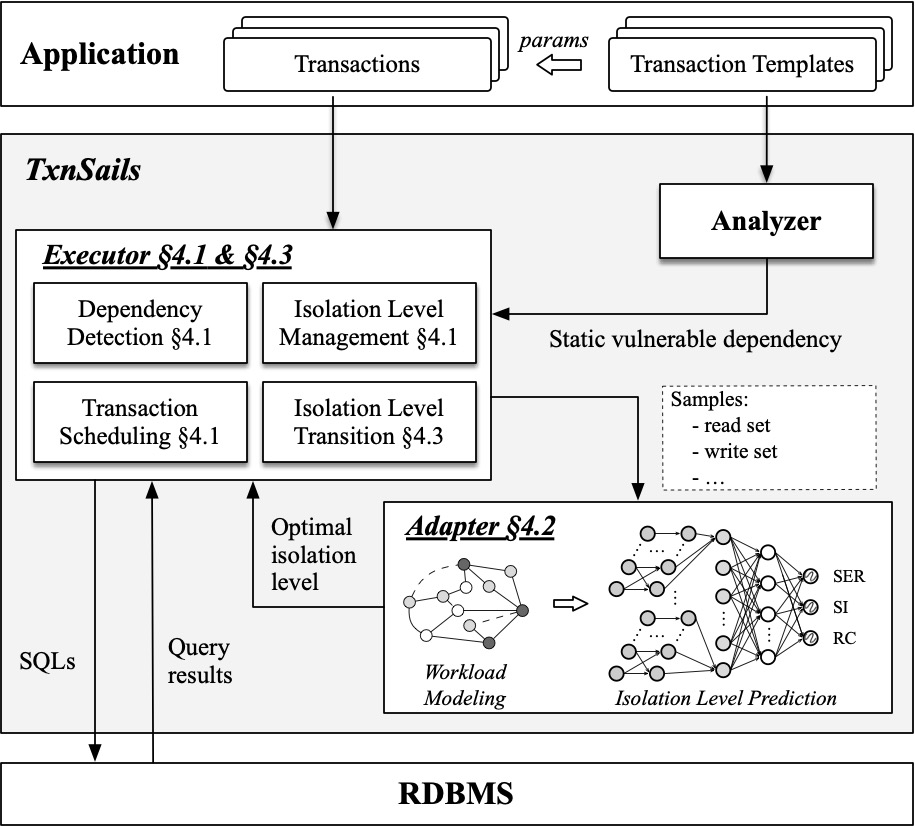 Application
Transactions
params
Transaction Templates
TxnSails
Analyzer
Executor §4.1 & §4.3
Dependency
Detection §4.1
Isolation Level
Management §4.1
Transaction
Scheduling §4.1
Isolation Level
Transition §4.3
Static vulnerable dependency
Samples:
- read set
- write set
- ...
Optimal
isolation
level
Adapter §4.2
SER
SI
RC
Workload
Modeling
Isolation Level Prediction
SQLs
Query
results
RDBMS